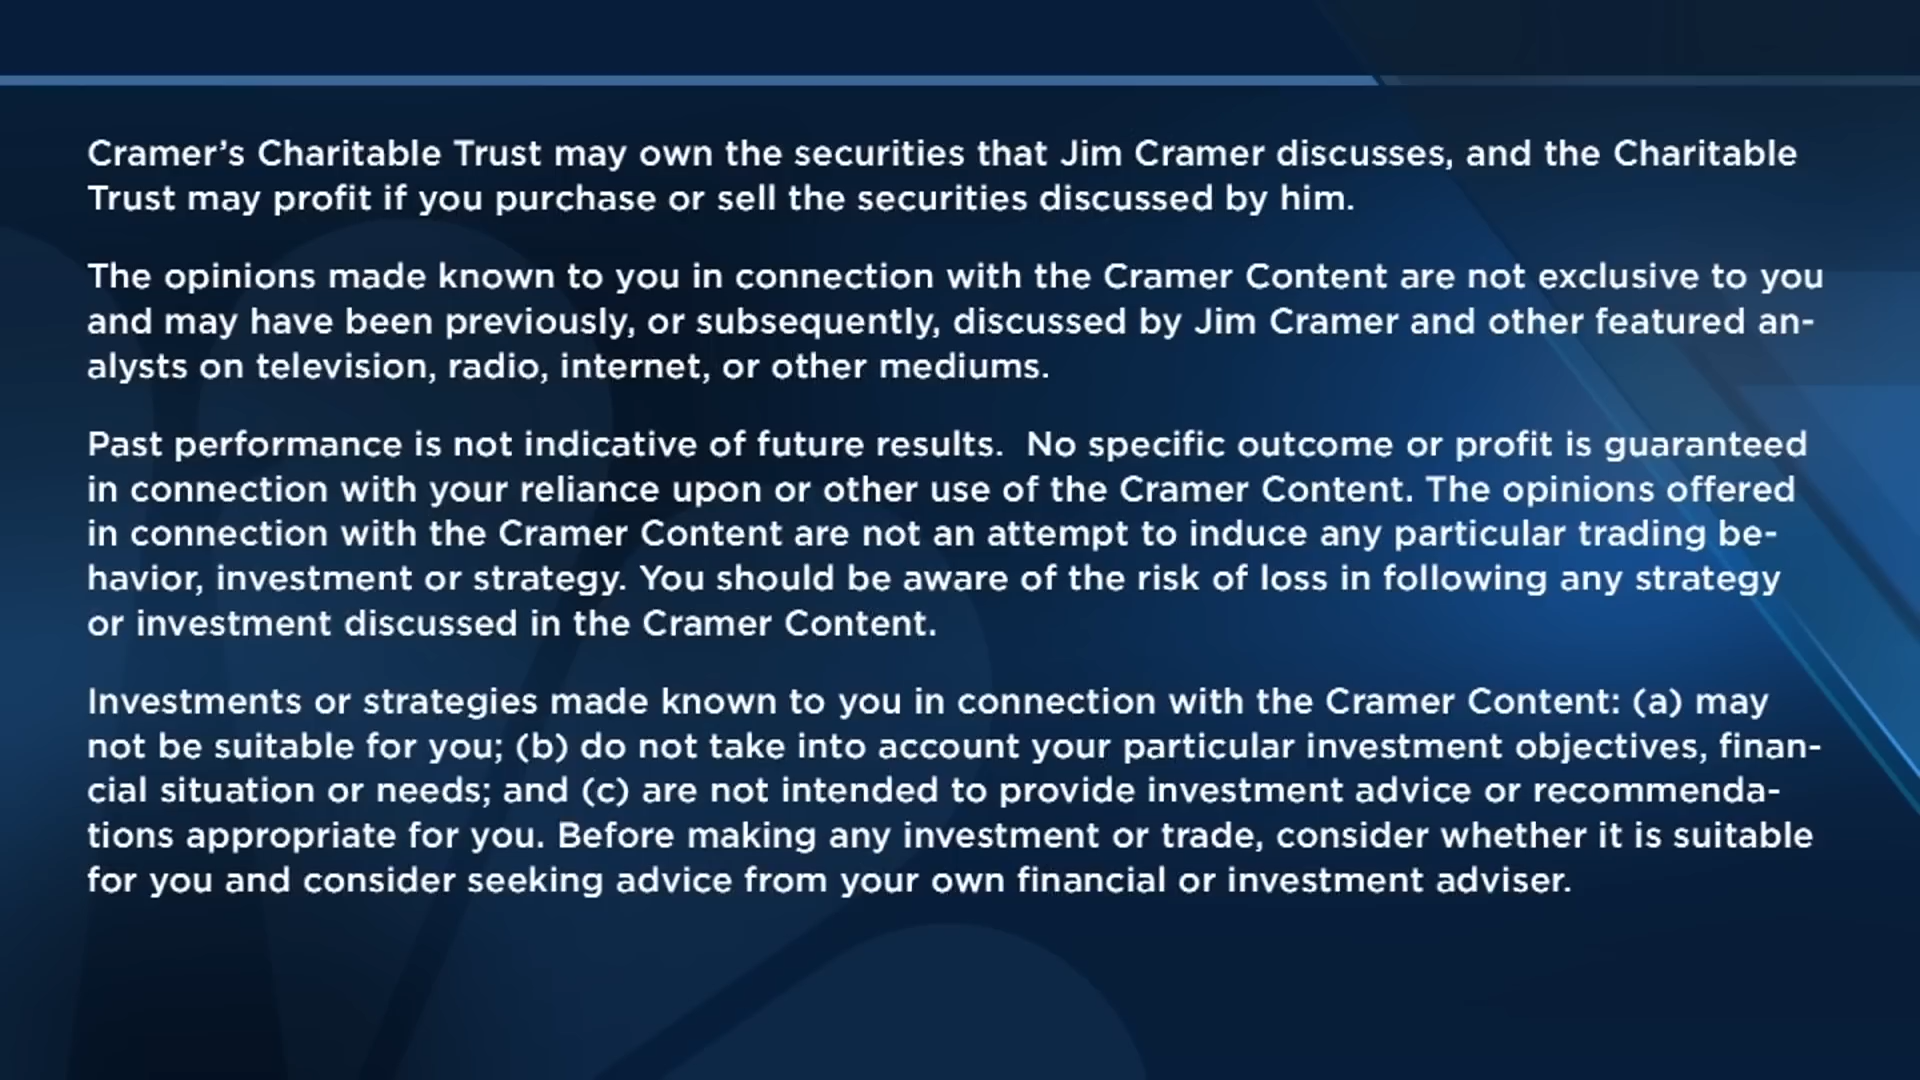 Cramer’s Charitable Trust may own the securities that Jim Cramer discusses, and the Charitable
Trust may profit if you purchase or sell the securities discussed by him.
The opinions made known to you in connection with the Cramer Content are not exclusive to you
and may have been previously, or subsequently, discussed by Jim Cramer and other featured an-
alysts on television, radio, internet, or other mediums.
Past performance is not indicative of future results.  No specific outcome or profit is guaranteed
in connection with your reliance upon or other use of the Cramer Content. The opinions offered
in connection with the Cramer Content are not an attempt to induce any particular trading be-
havior, investment or strategy. You should be aware of the risk of loss in following any strategy
or investment discussed in the Cramer Content.
Investments or strategies made known to you in connection with the Cramer Content: (a) may
not be suitable for you; (b) do not take into account your particular investment objectives, finan-
cial situation or needs; and (c) are not intended to provide investment advice or recommenda-
tions appropriate for you. Before making any investment or trade, consider whether it is suitable
for you and consider seeking advice from your own financial or investment adviser.